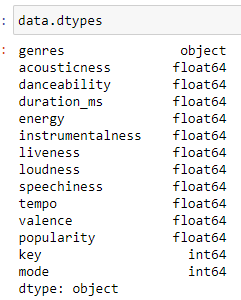 : data.dtypes
: genres object
acousticness float64
danceability float64
duration_ms float64
energy float64
instrumentalness float64
liveness float64
loudness float64
speechiness float64
tempo float64
valence float64
popularity float64
key int64
mode int64
dtype: object